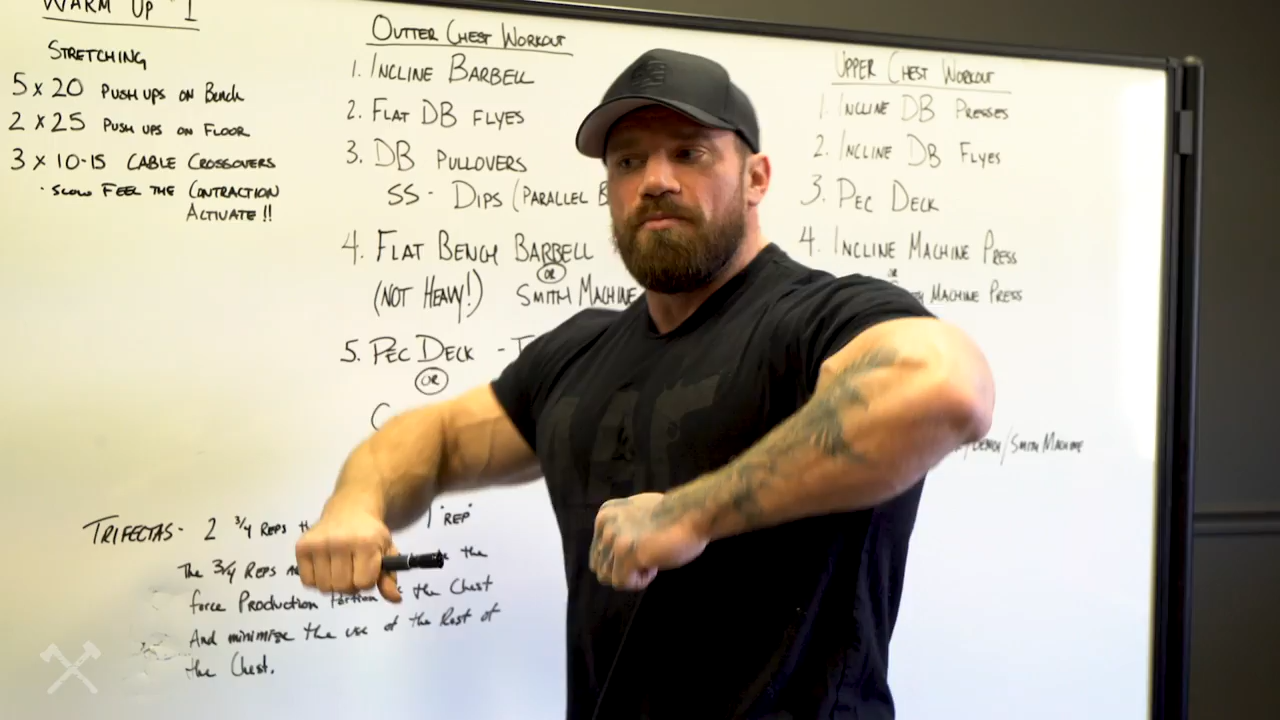 WARM UP #1
STRETCHING
5 x 20 PUSH UPS ON BENCH
2 x 25 PUSH UPS ON FLOOR
3 x 10-15 CABLE CROSSOVERS
· SLOW FEEL THE CONTRACTION
ACTIVATE!!
OUTTER CHEST WORKOUT
1. INCLINE BARBELL
2. FLAT DB FLYES
3. DB PULLOVERS
SS - DIPS (PARALLEL B
4. FLAT BENCH BARBELL
OR
(NOT HEAVY!) SMITH MACHINE
5. PEC DECK -
OR
UPPER CHEST WORKOUT
1. INCLINE DB PRESSES
2. INCLINE DB FLYES
3. PEC DECK
4. INCLINE MACHINE PRESS
OR
MACHINE PRESS
/BENCH/SMITH MACHINE
TRIFECTAS- 2 3/4 REPS 1 "REP"
The 3/4 REPS the
force Production Portion the Chest
And minimize the use of the Rest of
the Chest.